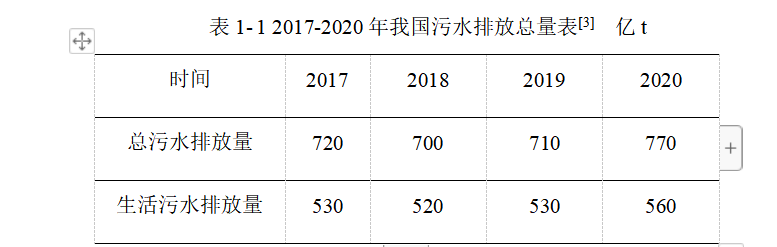 表 1-1 2017-2020 年我国污水排放总量表[3] 亿 t
时间 2017 2018 2019 2020
总污水排放量 720 700 710 770
生活污水排放量 530 520 530 560